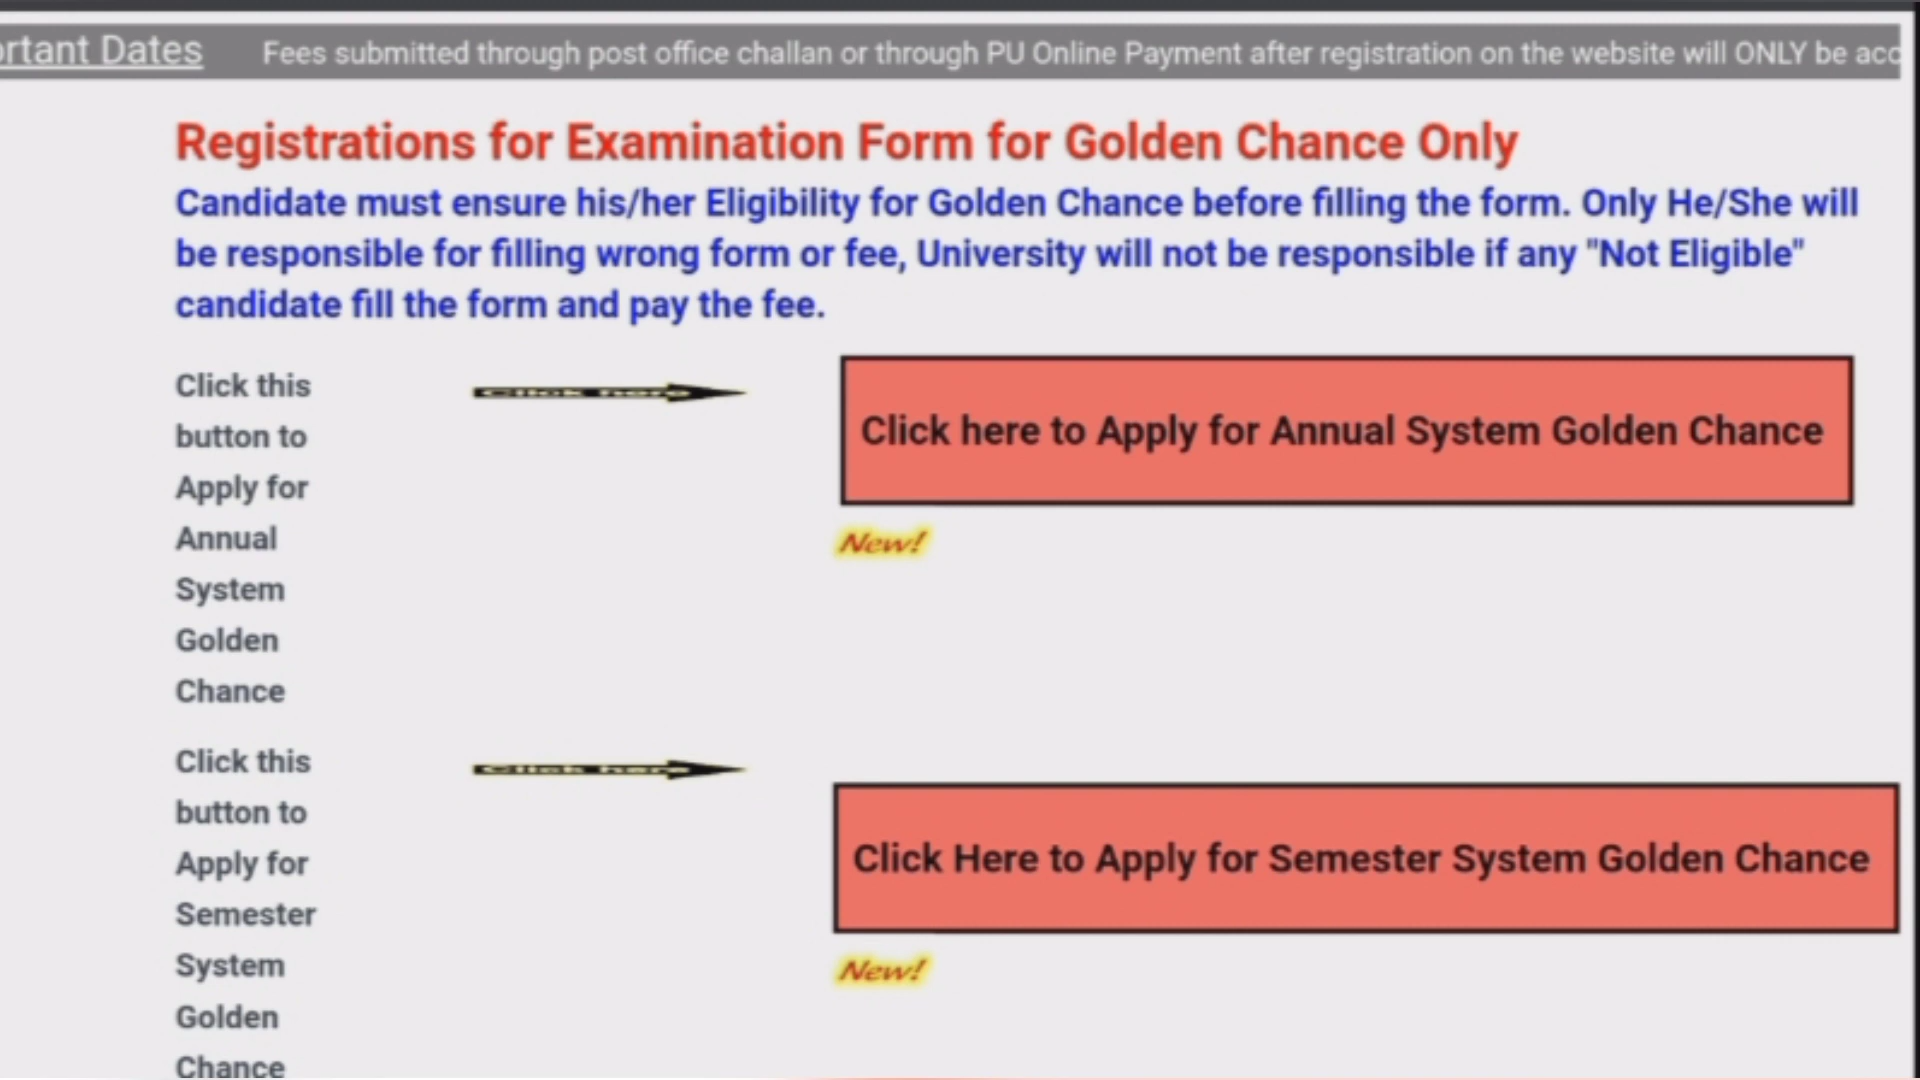 ortant Dates Fees submitted through post office challan or through PU Online Payment after registration on the website will ONLY be acc
Registrations for Examination Form for Golden Chance Only
Candidate must ensure his/her Eligibility for Golden Chance before filling the form. Only He/She will
be responsible for filling wrong form or fee, University will not be responsible if any "Not Eligible"
candidate fill the form and pay the fee.
Click this
button to
Apply for
Annual
System
Golden
Chance
Click here
Click here to Apply for Annual System Golden Chance
New!
Click this
button to
Apply for
Semester
System
Golden
Chance
Click here
Click Here to Apply for Semester System Golden Chance
New!